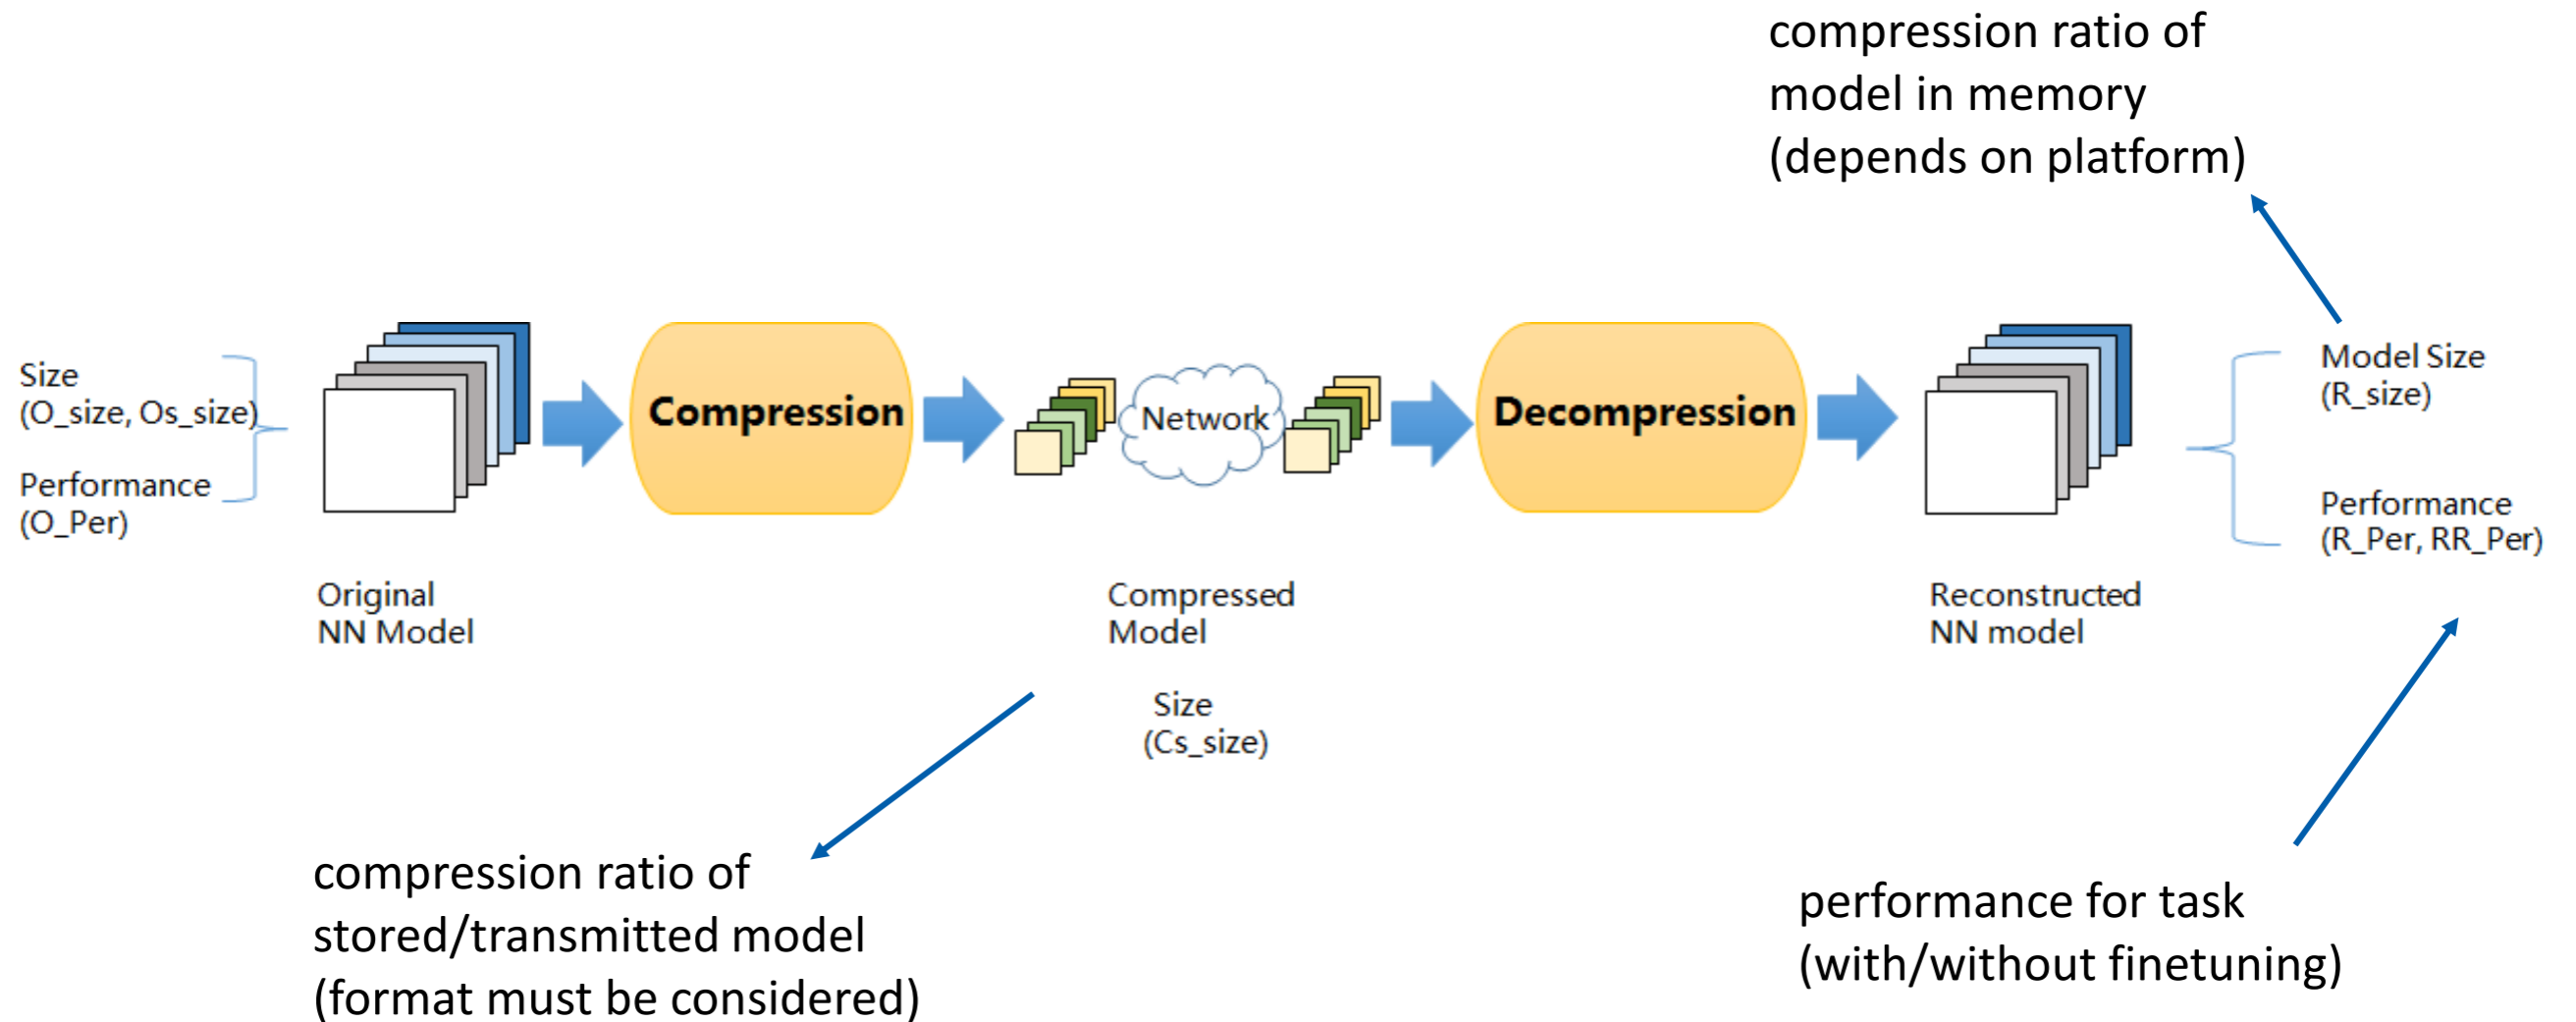 compression ratio of
model in memory
(depends on platform)
Size
(O_size, Os_size)
Performance
(O_Per)
Compression
Network
Decompression
Model Size
(R_size)
Performance
(R_Per, RR_Per)
Original
NN Model
Compressed
Model
Size
(Cs_size)
Reconstructed
NN model
compression ratio of
stored/transmitted model
(format must be considered)
performance for task
(with/without finetuning)